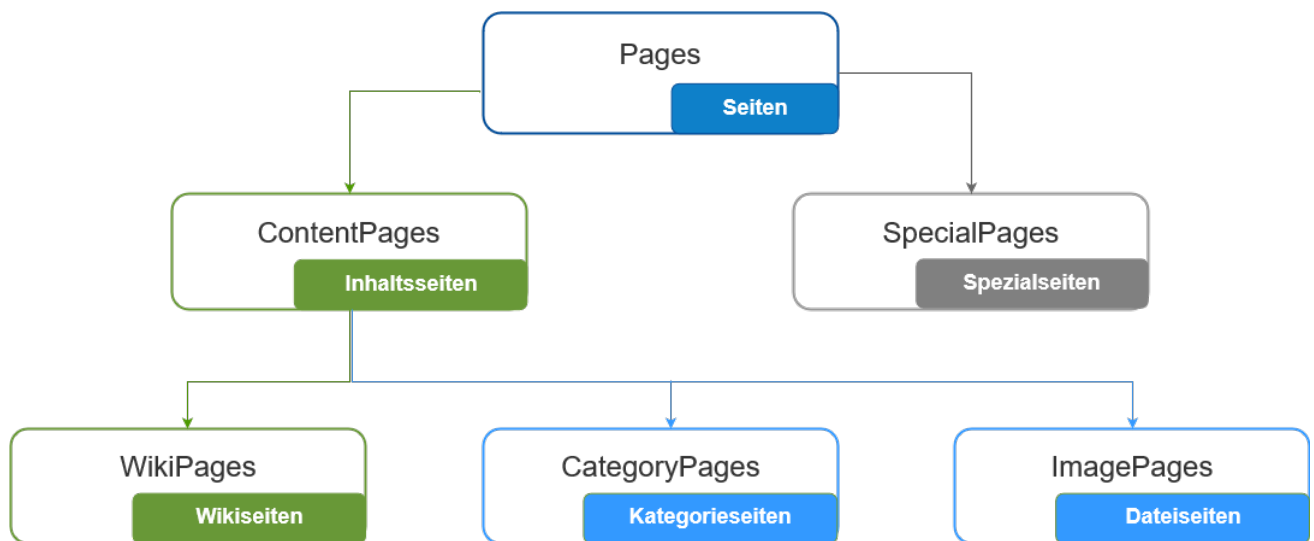 Pages
Seiten
ContentPages
Inhaltsseiten
SpecialPages
Spezialseiten
WikiPages
Wikiseiten
CategoryPages
Kategorieseiten
ImagePages
Dateiseiten